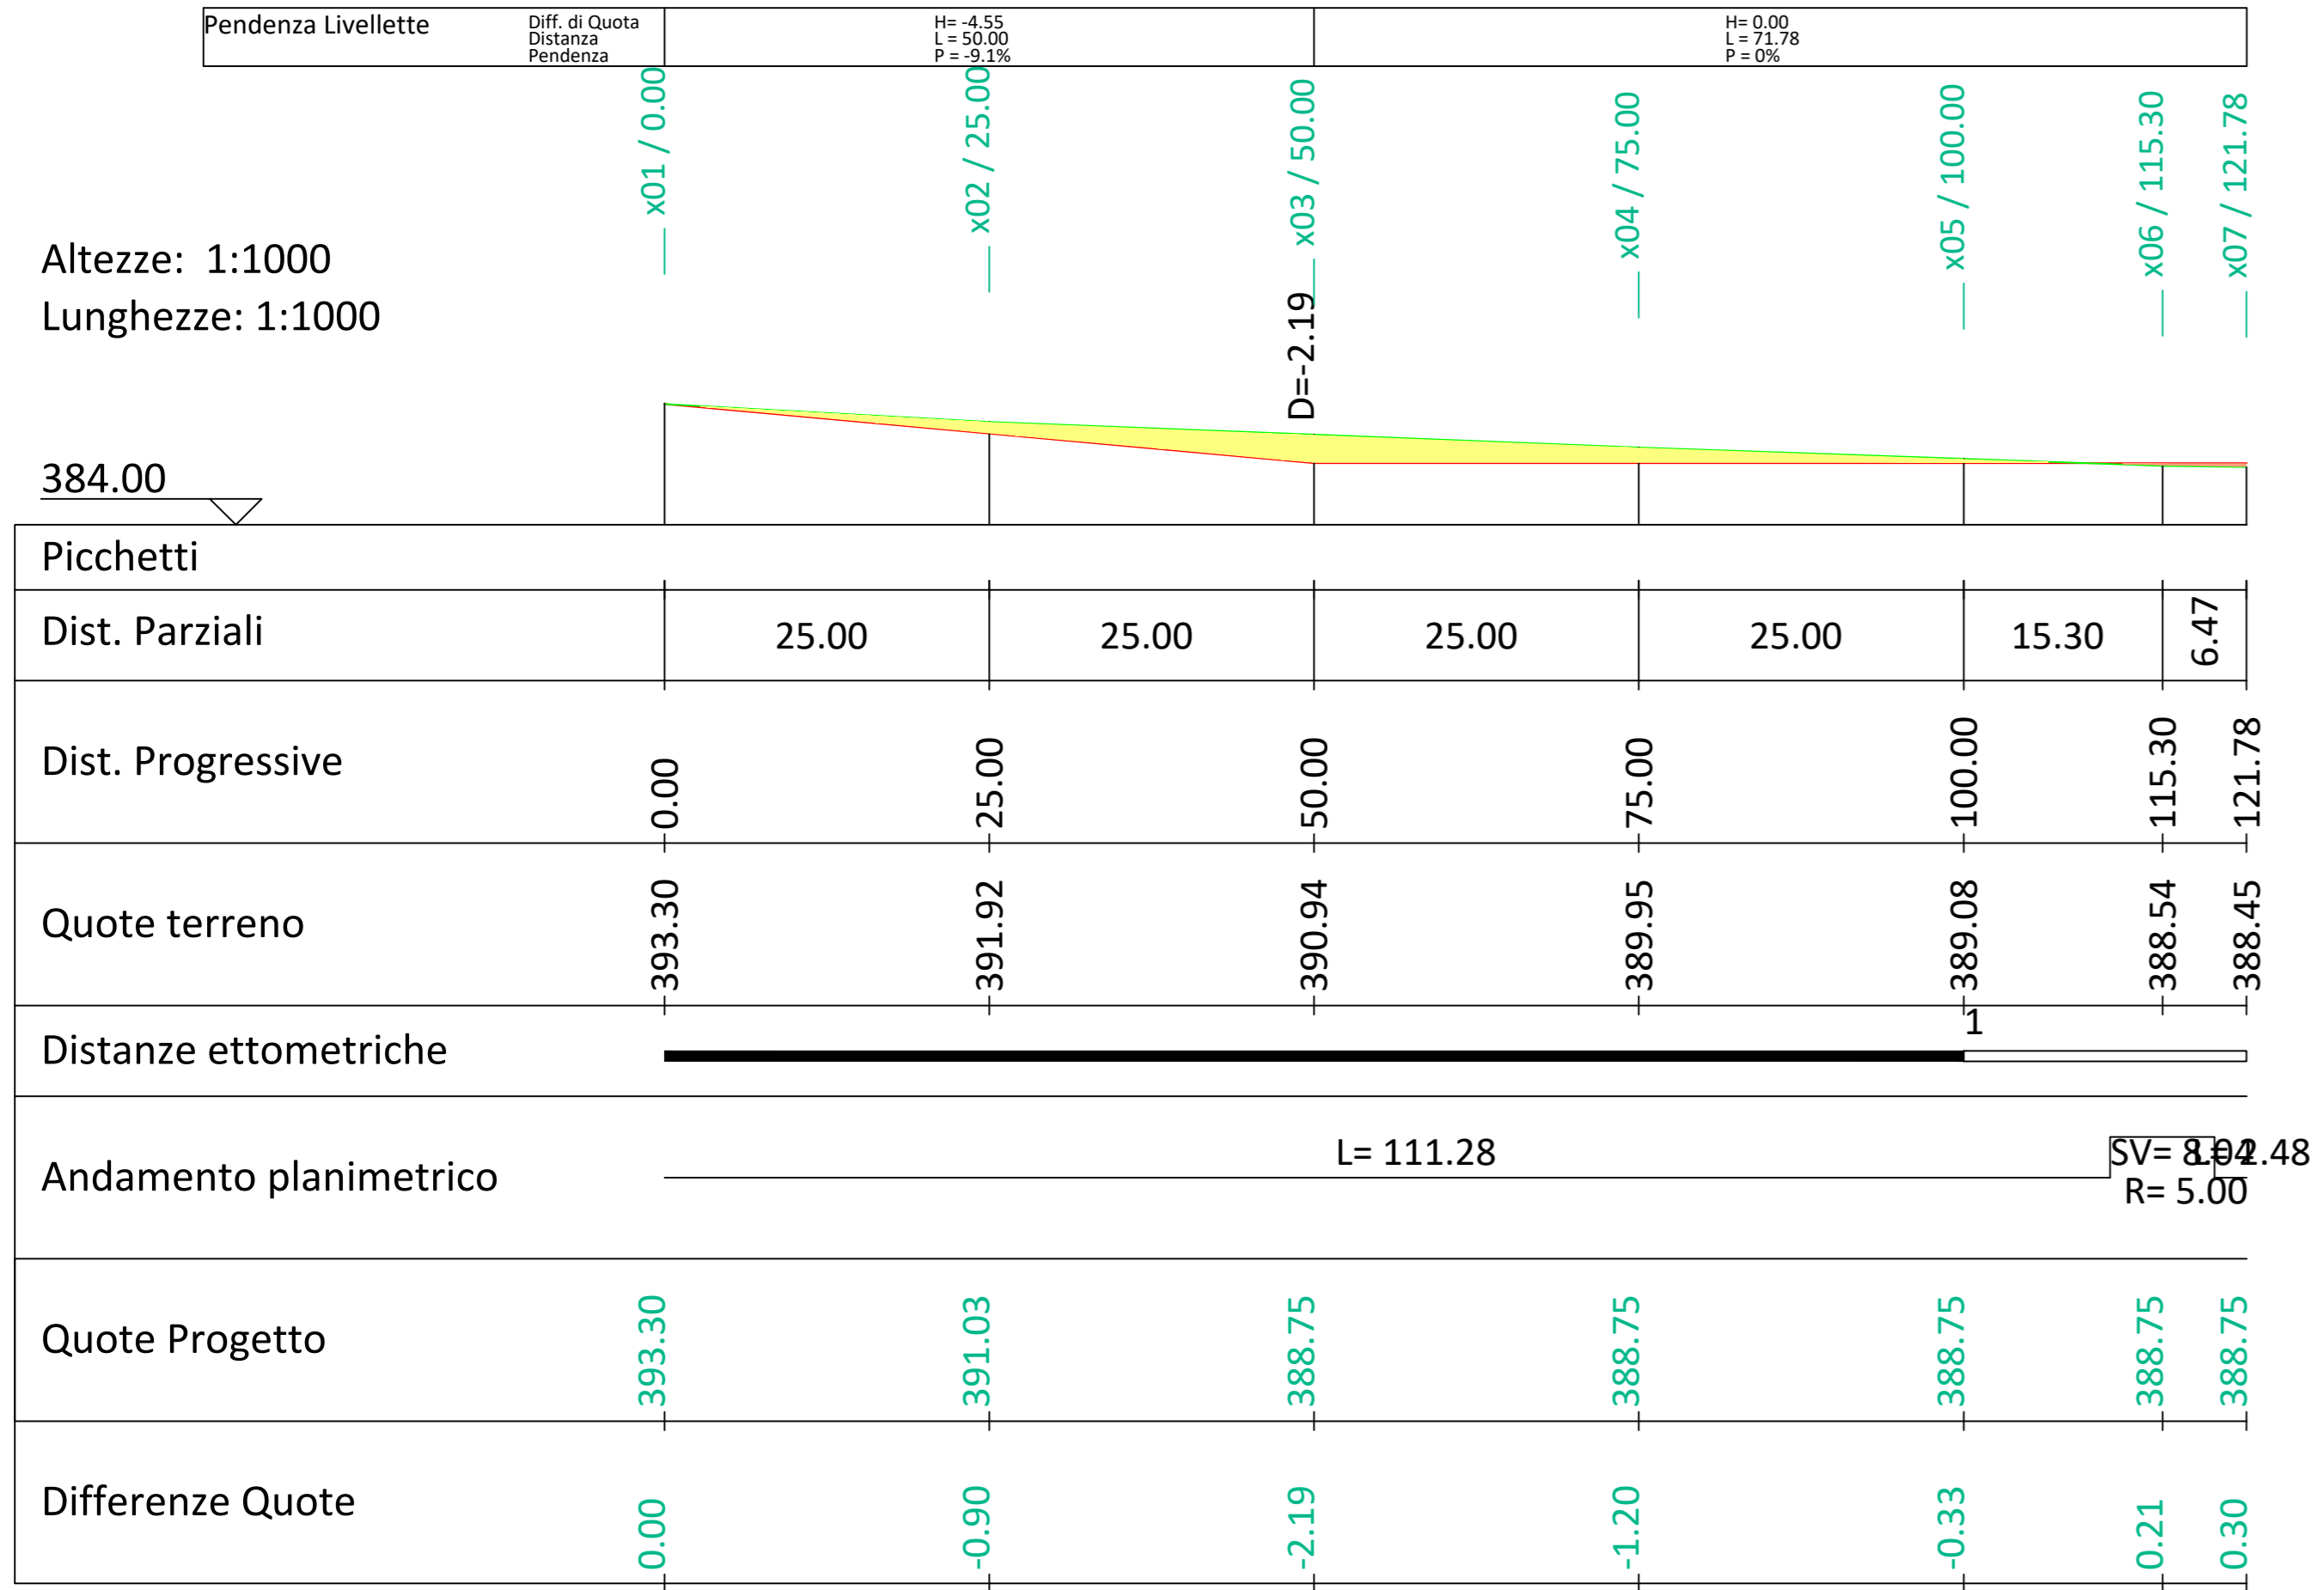 Pendenza Livellette
Diff. di Quota
Distanza
Pendenza
H= -4.55
L = 50.00
P = -9.1%
H= 0.00
L = 71.78
P = 0%
x01 / 0.00
x02 / 25.00
x03 / 50.00
x04 / 75.00
x05 / 100.00
x06 / 115.30
x07 / 121.78
Altezze: 1:1000
Lunghezze: 1:1000
D=-2.19
384.00
Picchetti
Dist. Parziali 25.00 25.00 25.00 25.00 15.30 6.47
Dist. Progressive 0.00 25.00 50.00 75.00 100.00 115.30 121.78
Quote terreno 393.30 391.92 390.94 389.95 389.08 388.54 388.45
Distanze ettometriche 1
Andamento planimetrico L= 111.28 SV= 8.04 2.48
R= 5.00
Quote Progetto 393.30 391.03 388.75 388.75 388.75 388.75 388.75
Differenze Quote 0.00 -0.90 -2.19 -1.20 -0.33 0.21 0.30